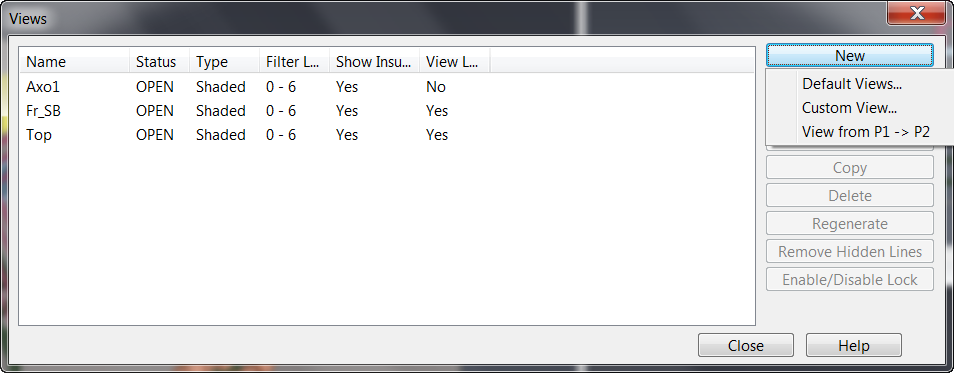 Views
Name Status Type Filter L... Show Insu... View L...
Axo1 OPEN Shaded 0 - 6 Yes No
Fr_SB OPEN Shaded 0 - 6 Yes Yes
Top OPEN Shaded 0 - 6 Yes Yes
New
Default Views...
Custom View...
View from P1 -> P2
Copy
Delete
Regenerate
Remove Hidden Lines
Enable/Disable Lock
Close Help